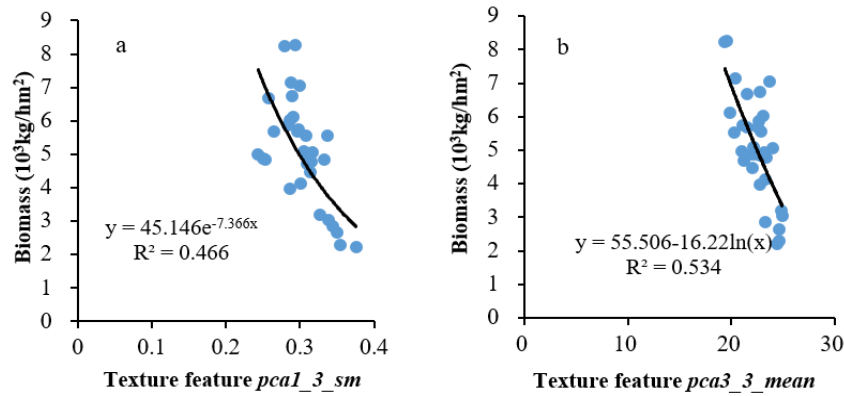 a
Biomass (10³kg/hm²)
9
8
7
6
5
4
3
2
1
0
y = 45.146e^-7.366x
R² = 0.466
0 0.1 0.2 0.3 0.4
Texture feature pca1_3_sm
b
Biomass (10³kg/hm²)
9
8
7
6
5
4
3
2
1
0
y = 55.506-16.22ln(x)
R² = 0.534
0 10 20 30
Texture feature pca3_3_mean